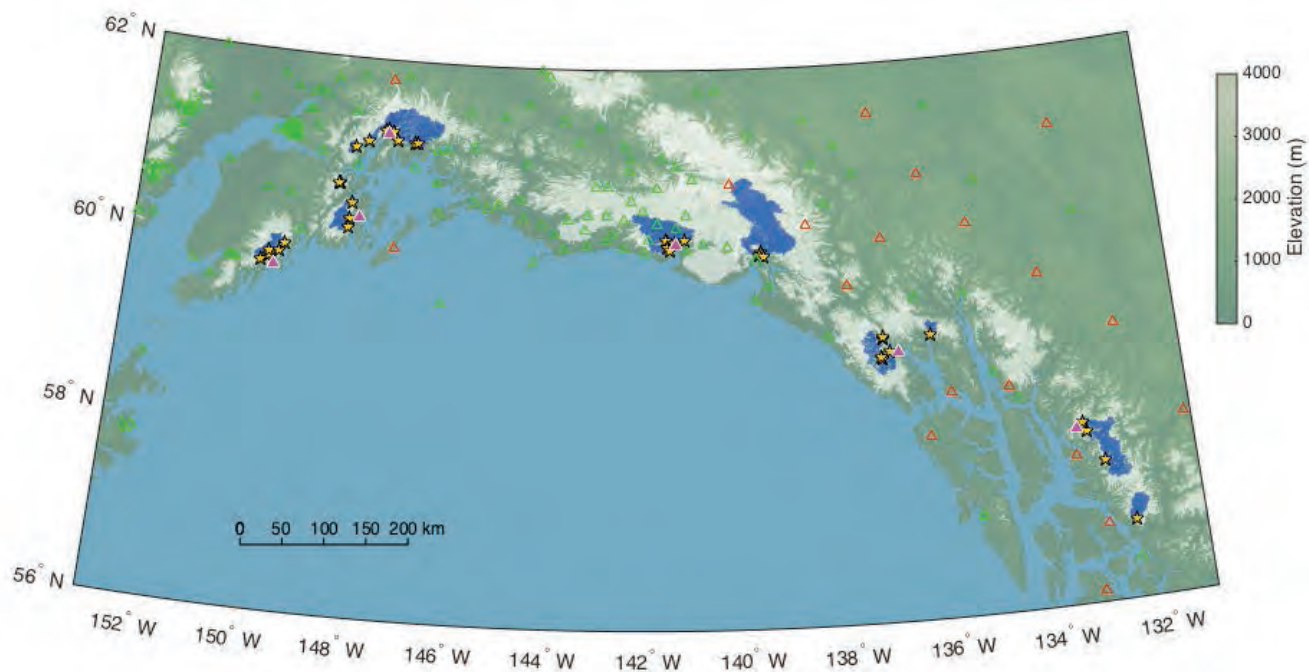 62° N
60° N
58° N
56° N
152° W
150° W
148° W
146° W
144° W
142° W
140° W
138° W
136° W
134° W
132° W
0 50 100 150 200 km
4000
3000
2000
1000
0
Elevation (m)